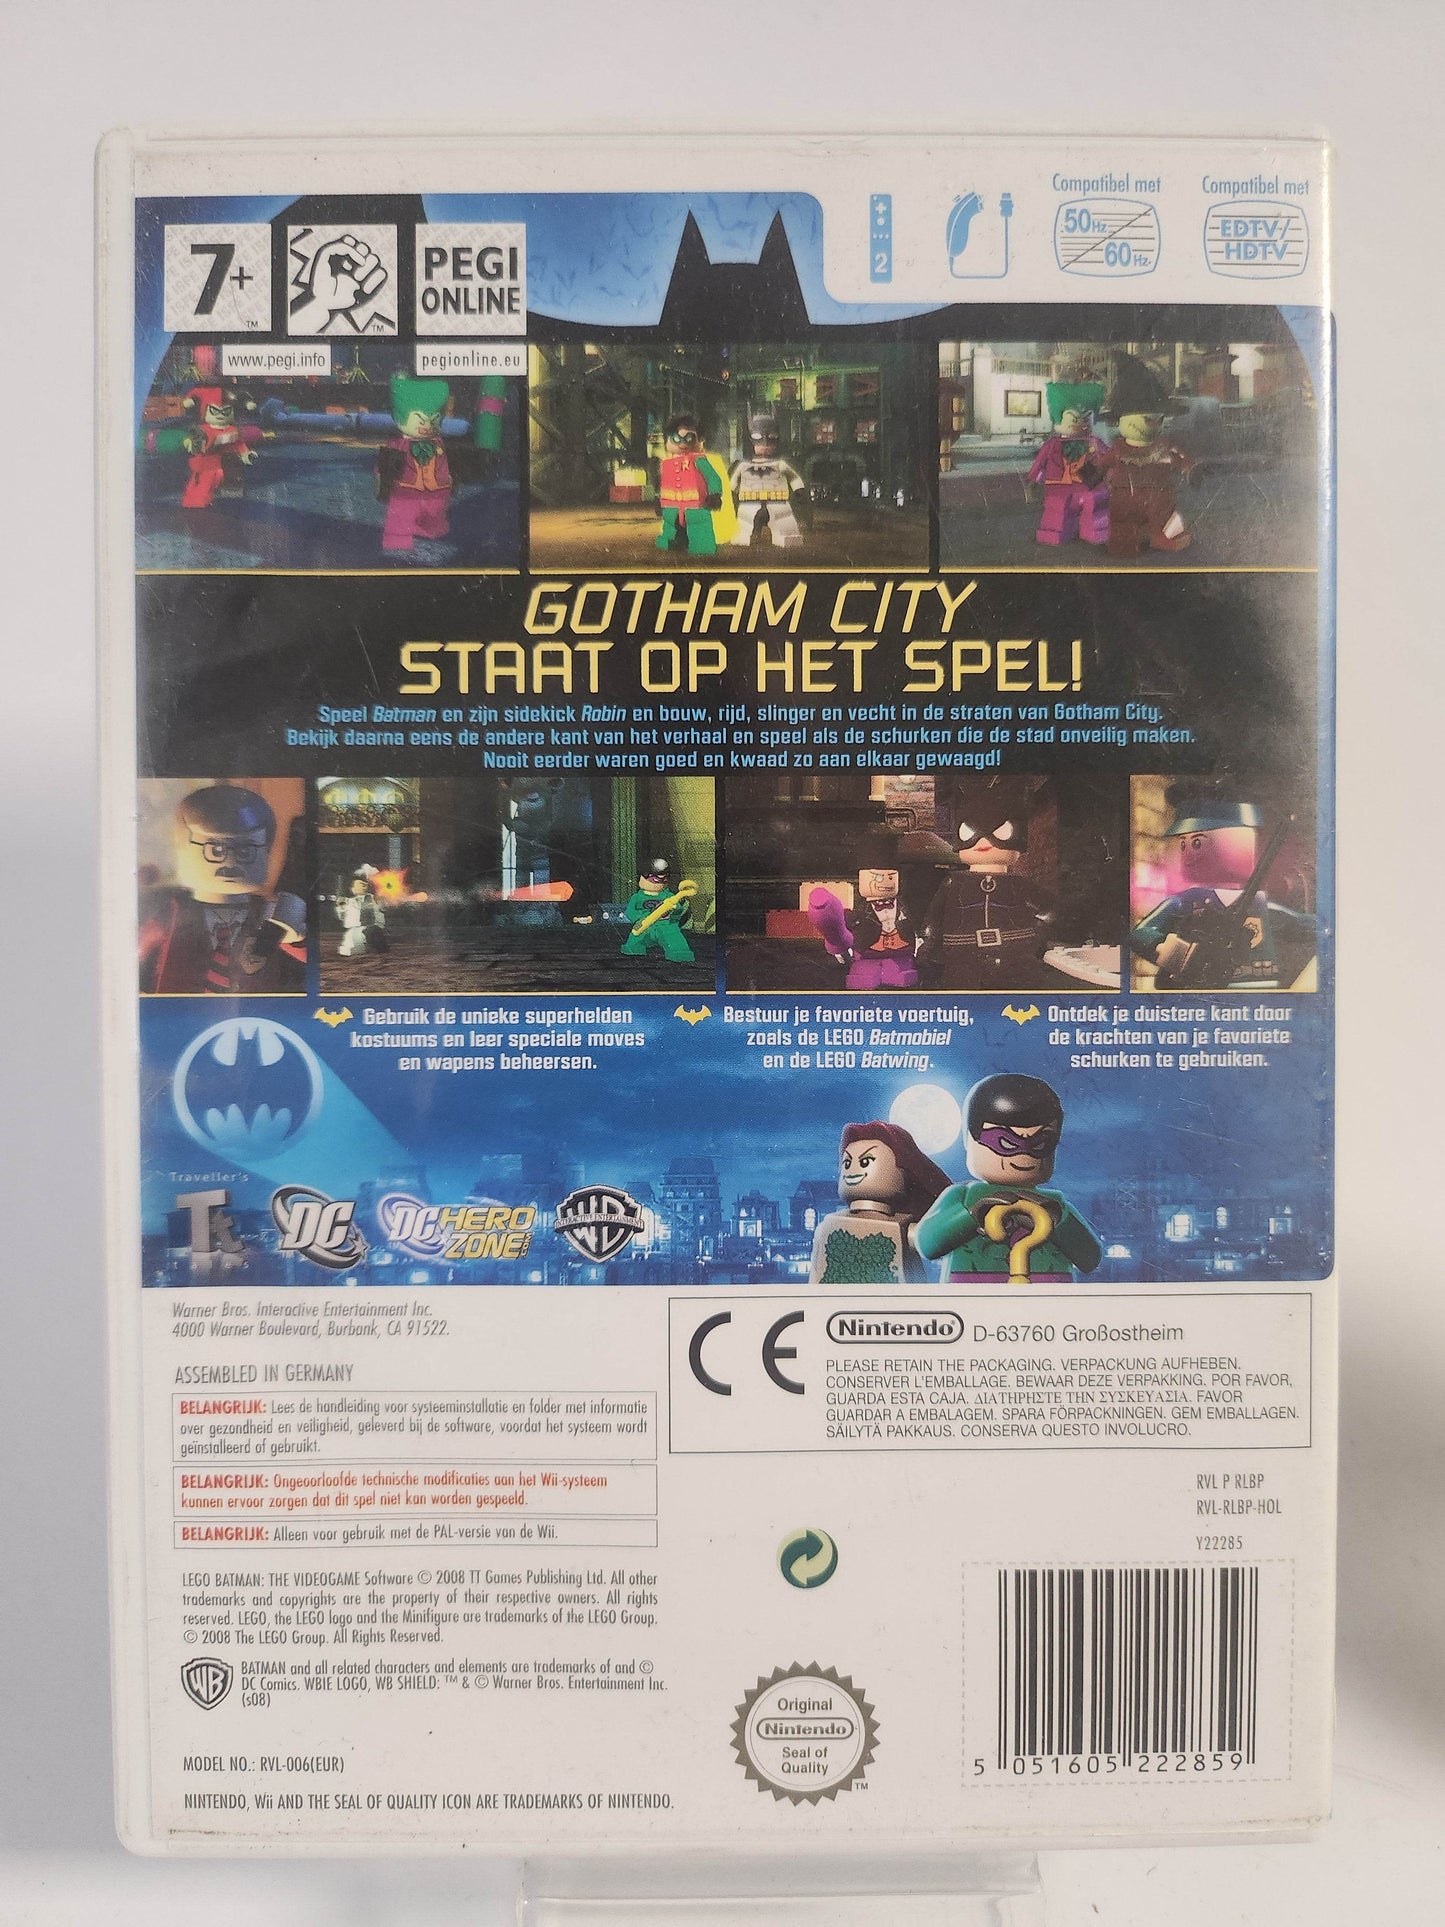 Compatibel met
Compatibel met
50Hz
60Hz
EDTV/
HDTV
2
7+
TM
TM
PEGI
ONLINE
www.pegi.info
pegionline.eu
GOTHAM CITY
STAAT OP HET SPEL!
Speel Batman en zijn sidekick Robin en bouw, rijd, slinger en vecht in de straten van Gotham City.
Bekijk daarna eens de andere kant van het verhaal en speel als de schurken die de stad onveilig maken.
Nooit eerder waren goed en kwaad zo aan elkaar gewaagd!
Gebruik de unieke superhelden
kostuums en leer speciale moves
en wapens beheersen.
Bestuur je favoriete voertuig,
zoals de LEGO Batmobiel
en de LEGO Batwing.
Ontdek je duistere kant door
de krachten van je favoriete
schurken te gebruiken.
Traveller's
Tt
tales
DC
DC HERO
ZONE.COM
WB
INTERACTIVE ENTERTAINMENT
Warner Bros. Interactive Entertainment Inc.
4000 Warner Boulevard, Burbank, CA 91522.
ASSEMBLED IN GERMANY
BELANGRIJK: Lees de handleiding voor systeeminstallatie en folder met informatie
over gezondheid en veiligheid, geleverd bij de software, voordat het systeem wordt
geïnstalleerd of gebruikt.
BELANGRIJK: Ongeoorloofde technische modificaties aan het Wii-systeem
kunnen ervoor zorgen dat dit spel niet kan worden gespeeld.
BELANGRIJK: Alleen voor gebruik met de PAL-versie van de Wii.
LEGO BATMAN: THE VIDEOGAME Software © 2008 TT Games Publishing Ltd. All other
trademarks and copyrights are the property of their respective owners. All rights
reserved. LEGO, the LEGO logo and the Minifigure are trademarks of the LEGO Group.
© 2008 The LEGO Group. All Rights Reserved.
WB
BATMAN and all related characters and elements are trademarks of and ©
DC Comics. WBIE LOGO, WB SHIELD: ™ & © Warner Bros. Entertainment Inc.
(s08)
MODEL NO.: RVL-006(EUR)
NINTENDO, Wii AND THE SEAL OF QUALITY ICON ARE TRADEMARKS OF NINTENDO.
CE
Nintendo® D-63760 Großostheim
PLEASE RETAIN THE PACKAGING. VERPACKUNG AUFHEBEN.
CONSERVER L'EMBALLAGE. BEWAAR DEZE VERPAKKING. POR FAVOR,
GUARDA ESTA CAJA. ΔΙΑΤΗΡΗΣΤΕ ΤΗΝ ΣΥΣΚΕΥΑΣΙΑ. FAVOR
GUARDAR A EMBALAGEM. SPARA FÖRPACKNINGEN. GEM EMBALLAGEN.
SÄILYTÄ PAKKAUS. CONSERVA QUESTO INVOLUCRO.
RVL P RLBP
RVL-RLBP-HOL
Y22285
Original
Nintendo
Seal of
Quality
TM
5 051605 222859